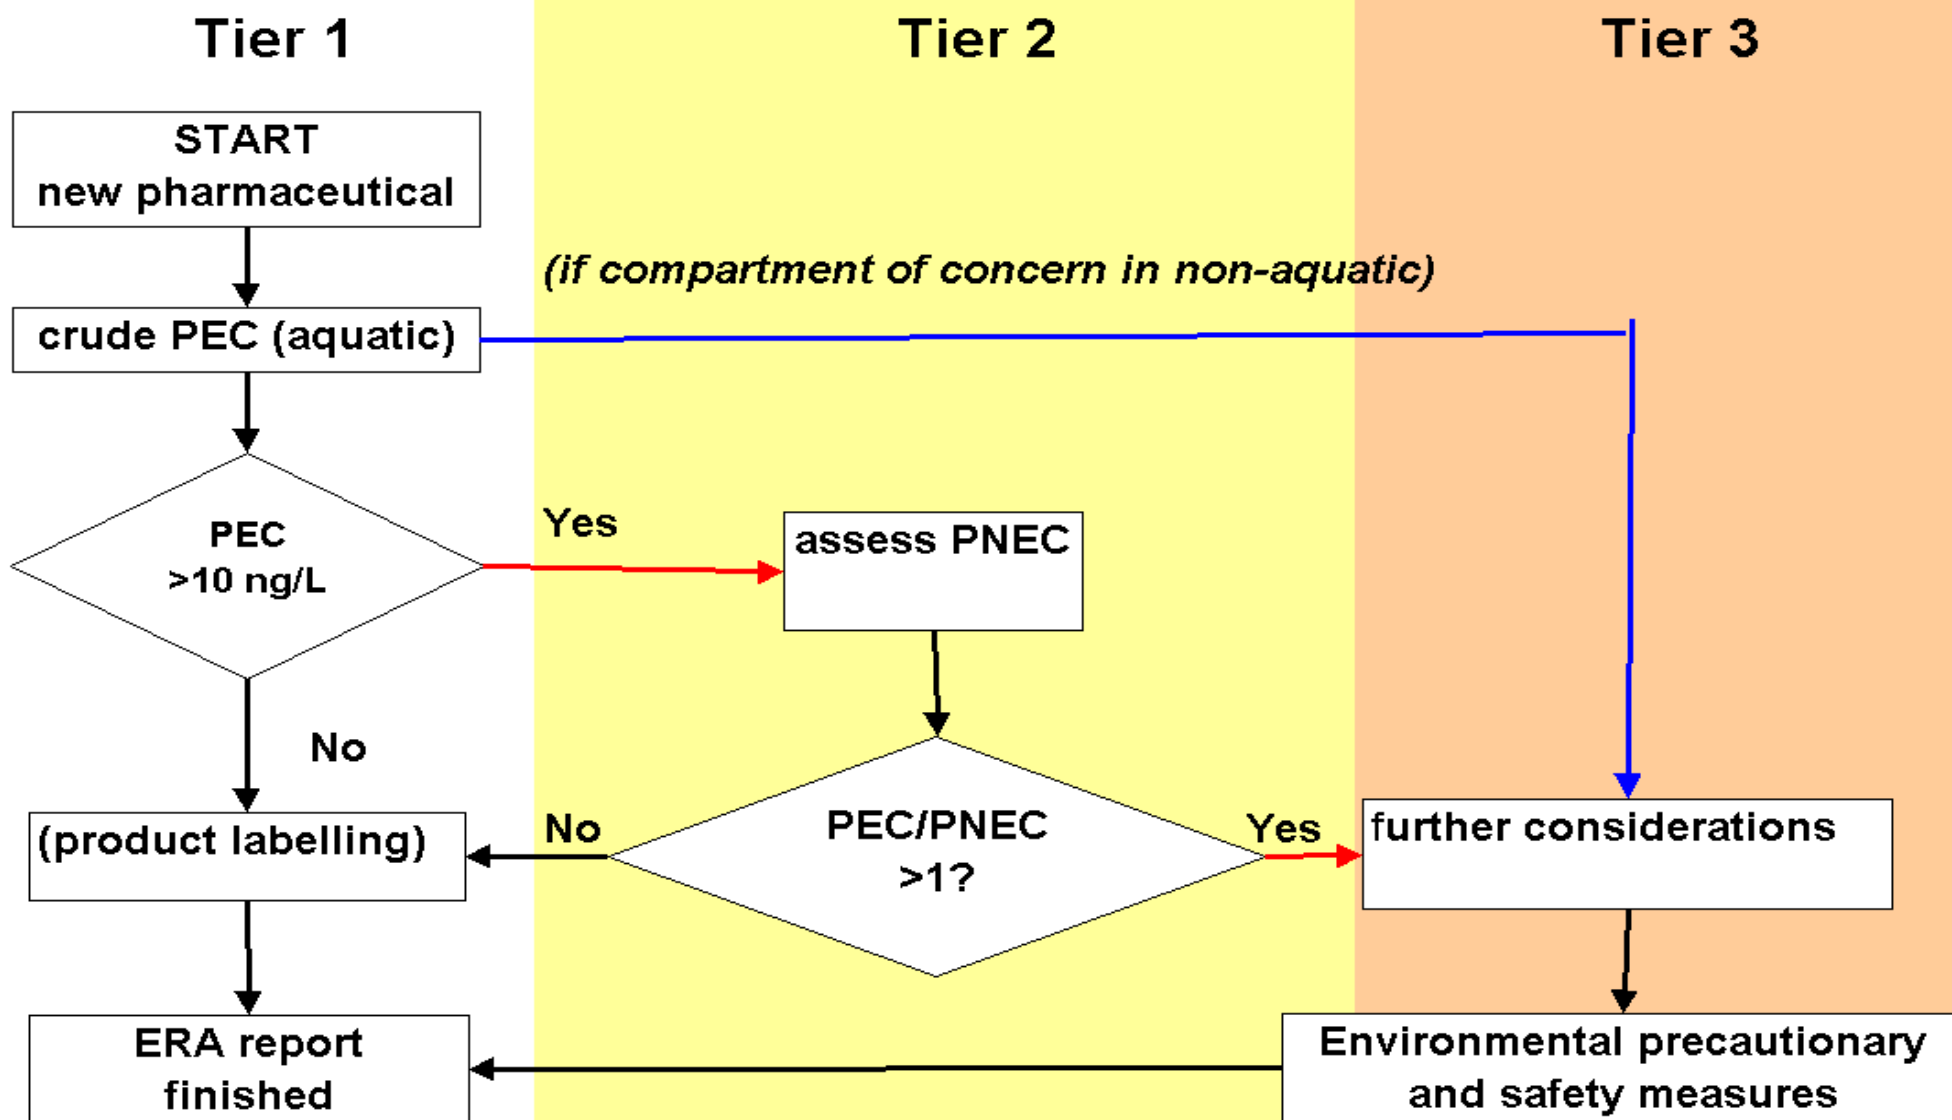 Tier 1
Tier 2
Tier 3
START
new pharmaceutical
(if compartment of concern in non-aquatic)
crude PEC (aquatic)
PEC
>10 ng/L
Yes
assess PNEC
No
(product labelling)
No
PEC/PNEC
>1?
Yes
further considerations
ERA report
finished
Environmental precautionary
and safety measures